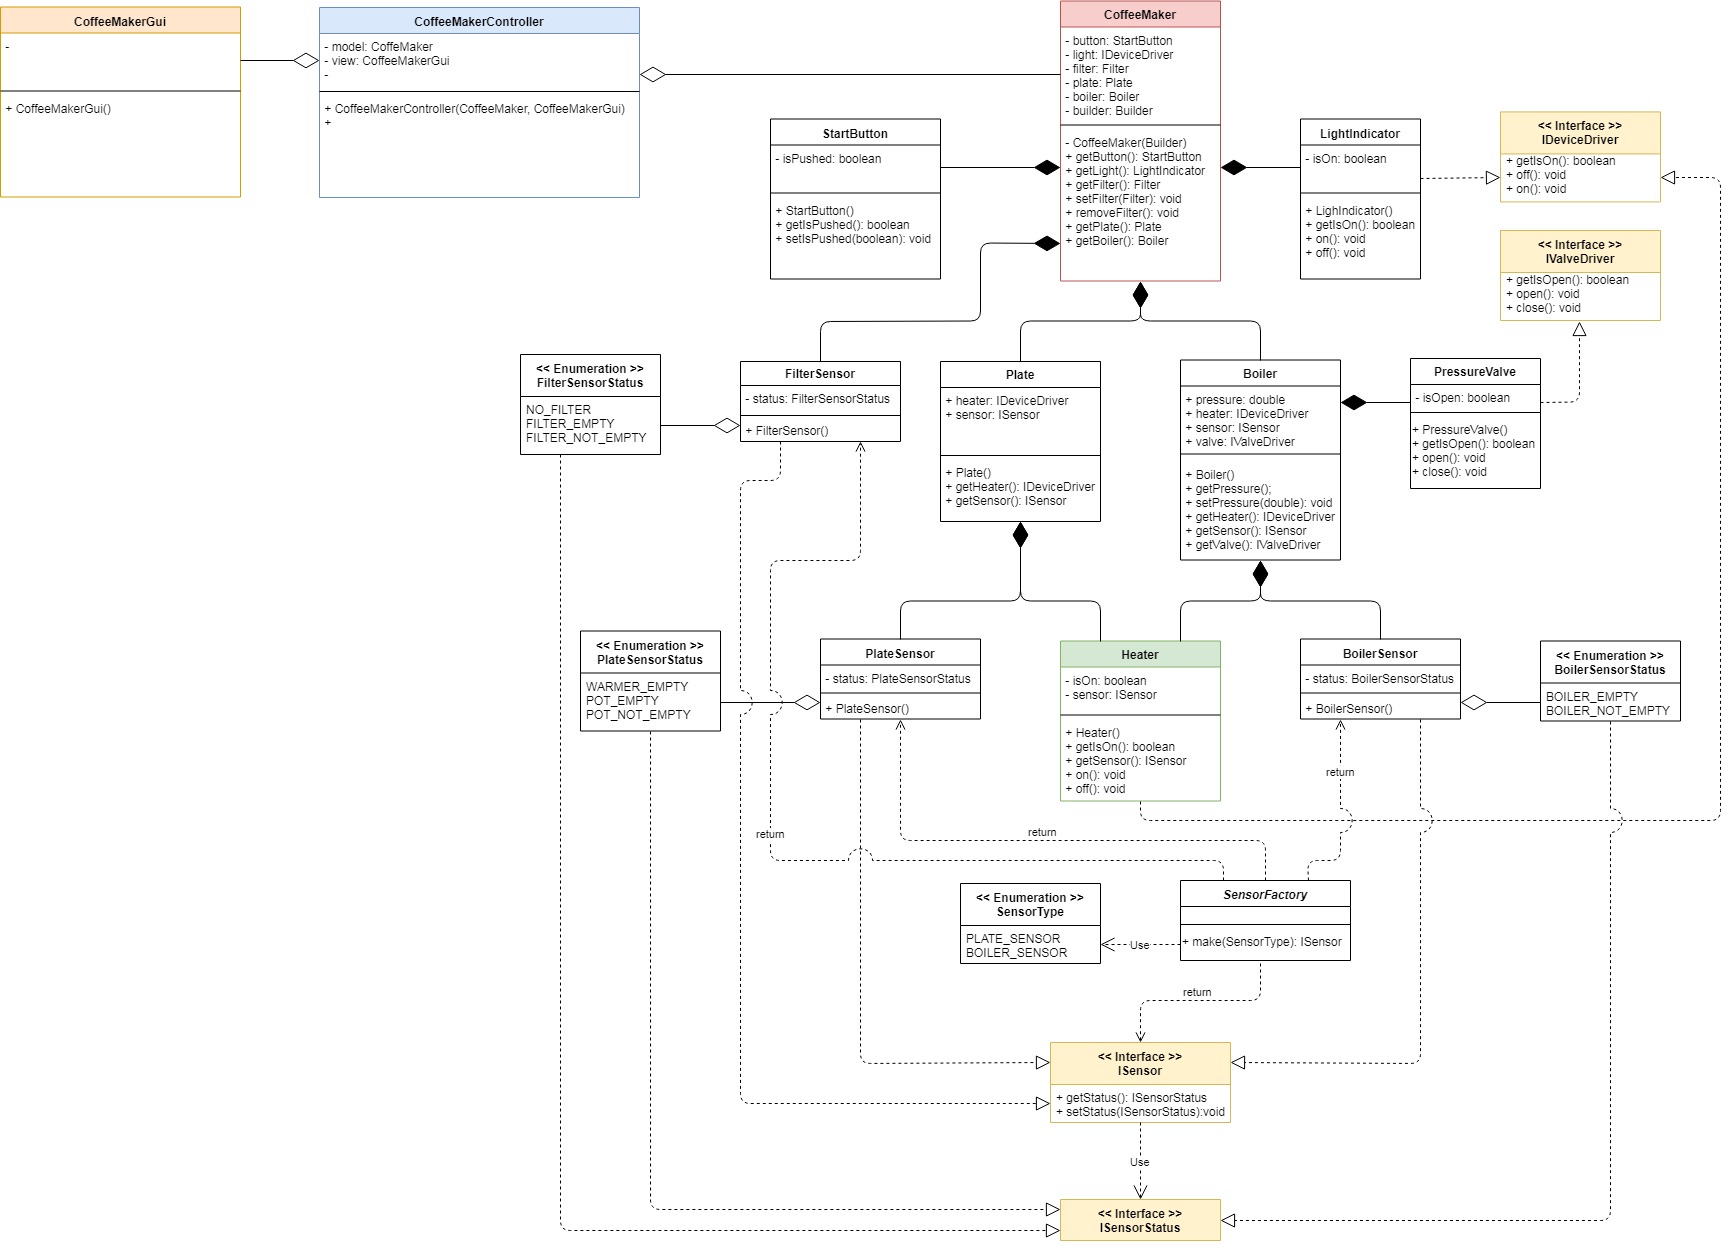 CoffeeMakerGui
-
+ CoffeeMakerGui()
CoffeeMakerController
- model: CoffeMaker
- view: CoffeeMakerGui
-
+ CoffeeMakerController(CoffeeMaker, CoffeeMakerGui)
+
CoffeeMaker
- button: StartButton
- light: IDeviceDriver
- filter: Filter
- plate: Plate
- boiler: Boiler
- builder: Builder
- CoffeeMaker(Builder)
+ getButton(): StartButton
+ getLight(): LightIndicator
+ getFilter(): Filter
+ setFilter(Filter): void
+ removeFilter(): void
+ getPlate(): Plate
+ getBoiler(): Boiler
StartButton
- isPushed: boolean
+ StartButton()
+ getIsPushed(): boolean
+ setIsPushed(boolean): void
LightIndicator
- isOn: boolean
+ LighIndicator()
+ getIsOn(): boolean
+ on(): void
+ off(): void
<< Interface >>
IDeviceDriver
+ getIsOn(): boolean
+ off(): void
+ on(): void
<< Interface >>
IValveDriver
+ getIsOpen(): boolean
+ open(): void
+ close(): void
<< Enumeration >>
FilterSensorStatus
NO_FILTER
FILTER_EMPTY
FILTER_NOT_EMPTY
FilterSensor
- status: FilterSensorStatus
+ FilterSensor()
Plate
+ heater: IDeviceDriver
+ sensor: ISensor
+ Plate()
+ getHeater(): IDeviceDriver
+ getSensor(): ISensor
Boiler
+ pressure: double
+ heater: IDeviceDriver
+ sensor: ISensor
+ valve: IValveDriver
+ Boiler()
+ getPressure();
+ setPressure(double): void
+ getHeater(): IDeviceDriver
+ getSensor(): ISensor
+ getValve(): IValveDriver
PressureValve
- isOpen: boolean
+ PressureValve()
+ getIsOpen(): boolean
+ open(): void
+ close(): void
<< Enumeration >>
PlateSensorStatus
WARMER_EMPTY
POT_EMPTY
POT_NOT_EMPTY
PlateSensor
- status: PlateSensorStatus
+ PlateSensor()
Heater
- isOn: boolean
- sensor: ISensor
+ Heater()
+ getIsOn(): boolean
+ getSensor(): ISensor
+ on(): void
+ off(): void
BoilerSensor
- status: BoilerSensorStatus
+ BoilerSensor()
<< Enumeration >>
BoilerSensorStatus
BOILER_EMPTY
BOILER_NOT_EMPTY
return
return
return
<< Enumeration >>
SensorType
PLATE_SENSOR
BOILER_SENSOR
Use
SensorFactory
+ make(SensorType): ISensor
return
<< Interface >>
ISensor
+ getStatus(): ISensorStatus
+ setStatus(ISensorStatus):void
Use
<< Interface >>
ISensorStatus